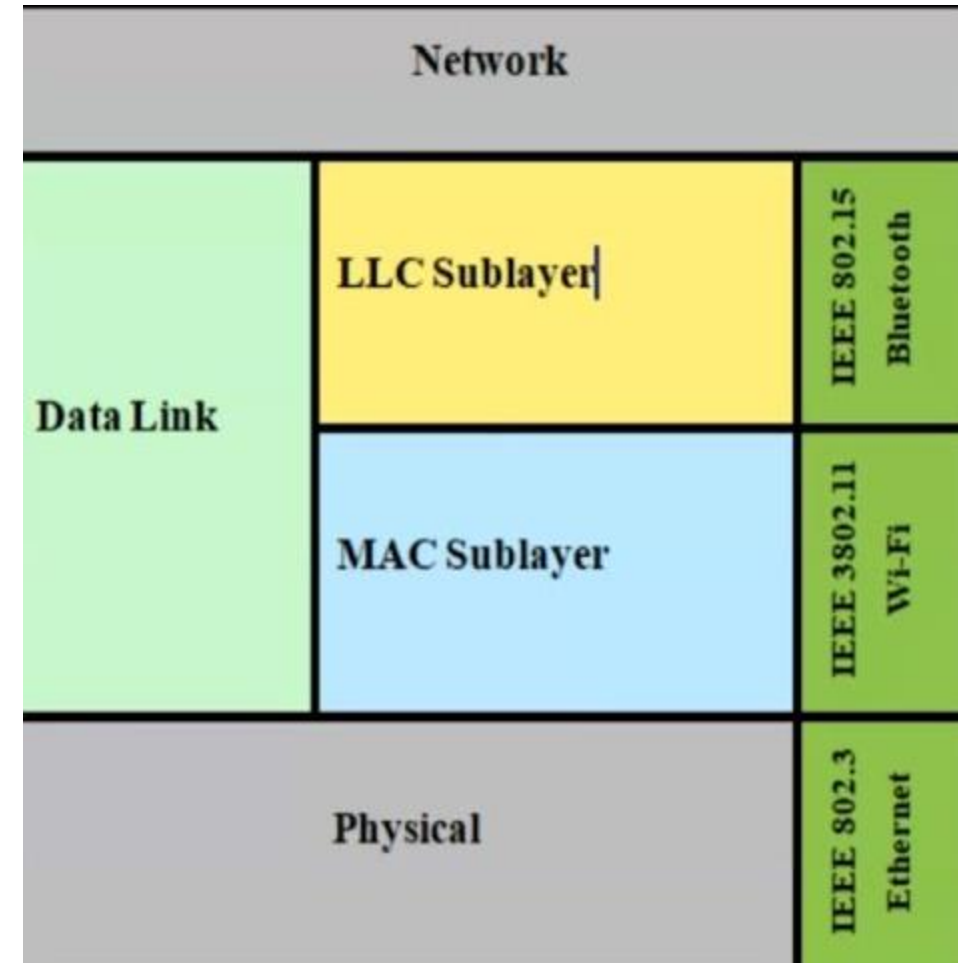 Network
Data Link
LLC Sublayer
MAC Sublayer
Physical
IEEE 802.15
Bluetooth
IEEE 3802.11
Wi-Fi
IEEE 802.3
Ethernet